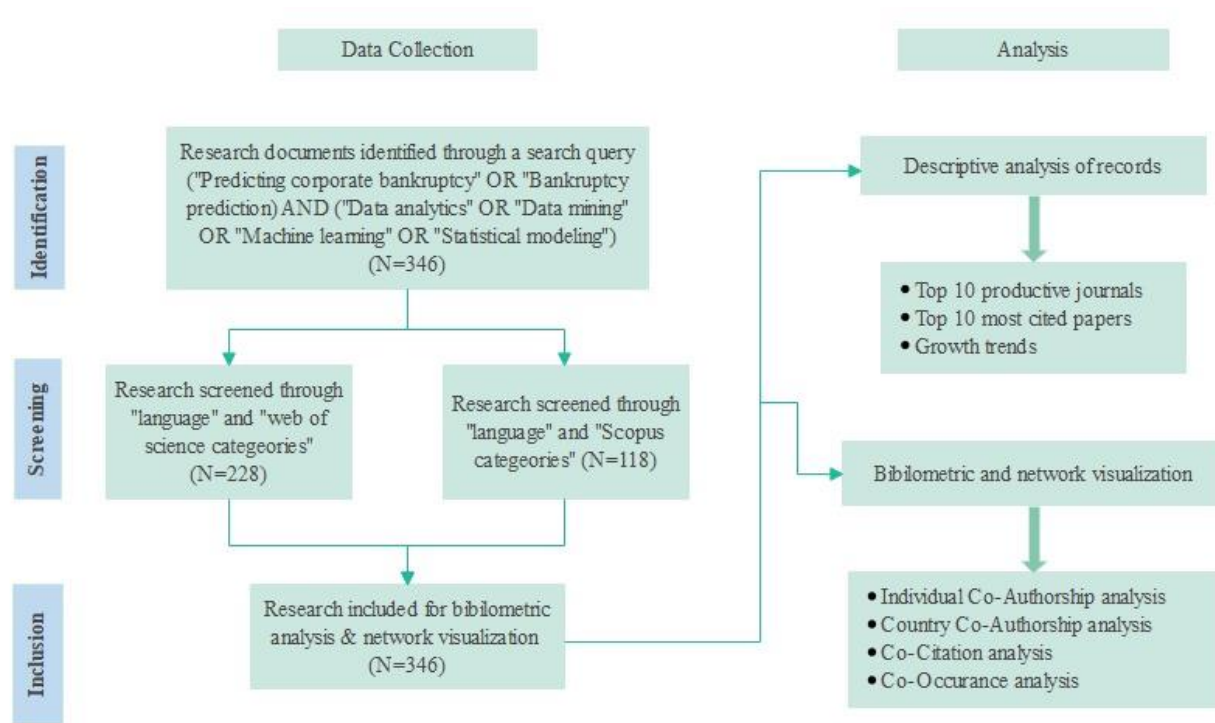 Data Collection
Analysis
Identification
Research documents identified through a search query
("Predicting corporate bankruptcy" OR "Bankruptcy
prediction) AND ("Data analytics" OR "Data mining"
OR "Machine learning" OR "Statistical modeling")
(N=346)
Descriptive analysis of records
• Top 10 productive journals
• Top 10 most cited papers
• Growth trends
Screening
Research screened through
"language" and "web of
science categeories"
(N=228)
Research screened through
"language" and "Scopus
categeories" (N=118)
Bibilometric and network visualization
Inclusion
Research included for bibilometric
analysis & network visualization
(N=346)
• Individual Co-Authorship analysis
• Country Co-Authorship analysis
• Co-Citation analysis
• Co-Occurance analysis